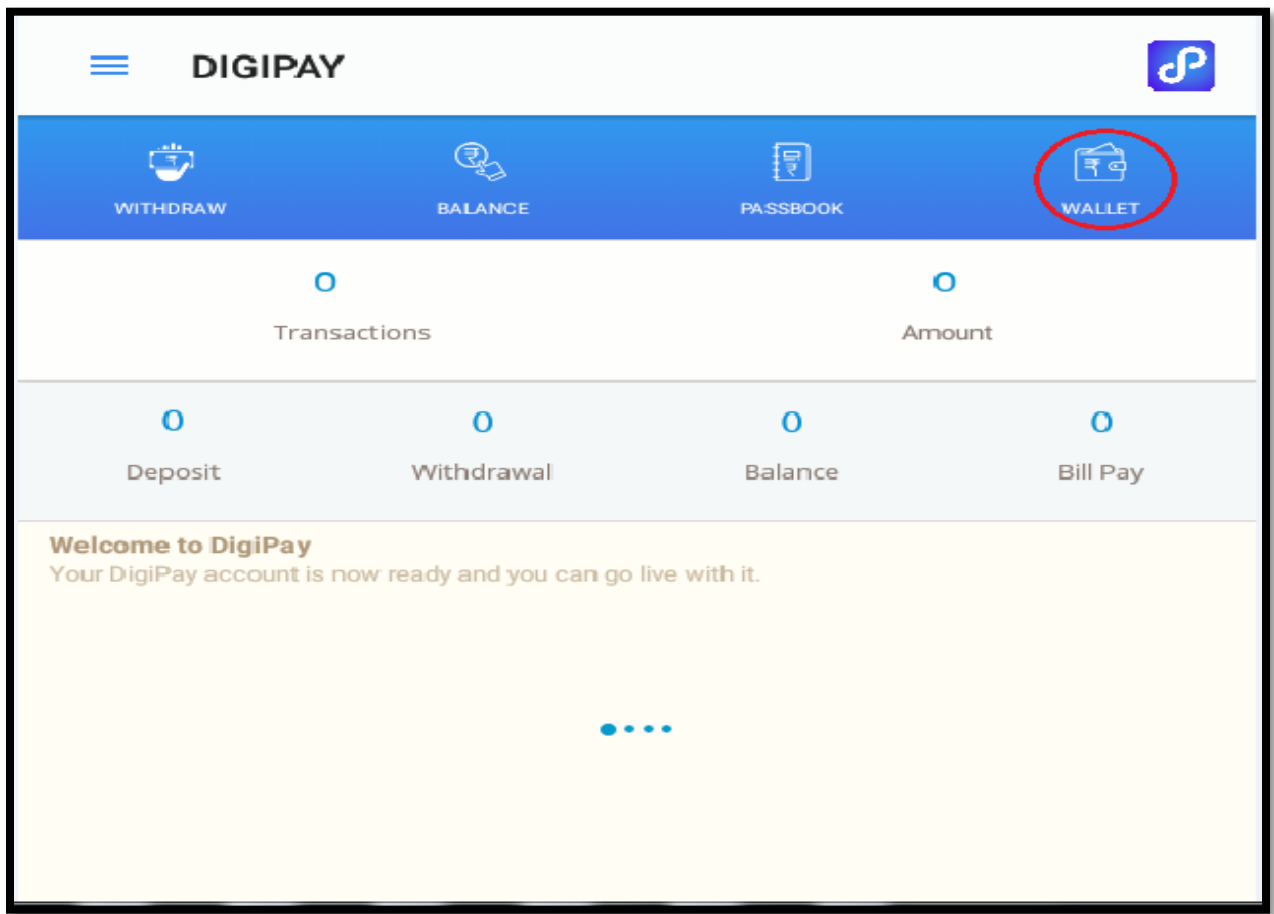 DIGIPAY
WITHDRAW BALANCE PASSBOOK WALLET
0 0
Transactions Amount
0 0 0 0
Deposit Withdrawal Balance Bill Pay
Welcome to DigiPay
Your DigiPay account is now ready and you can go live with it.